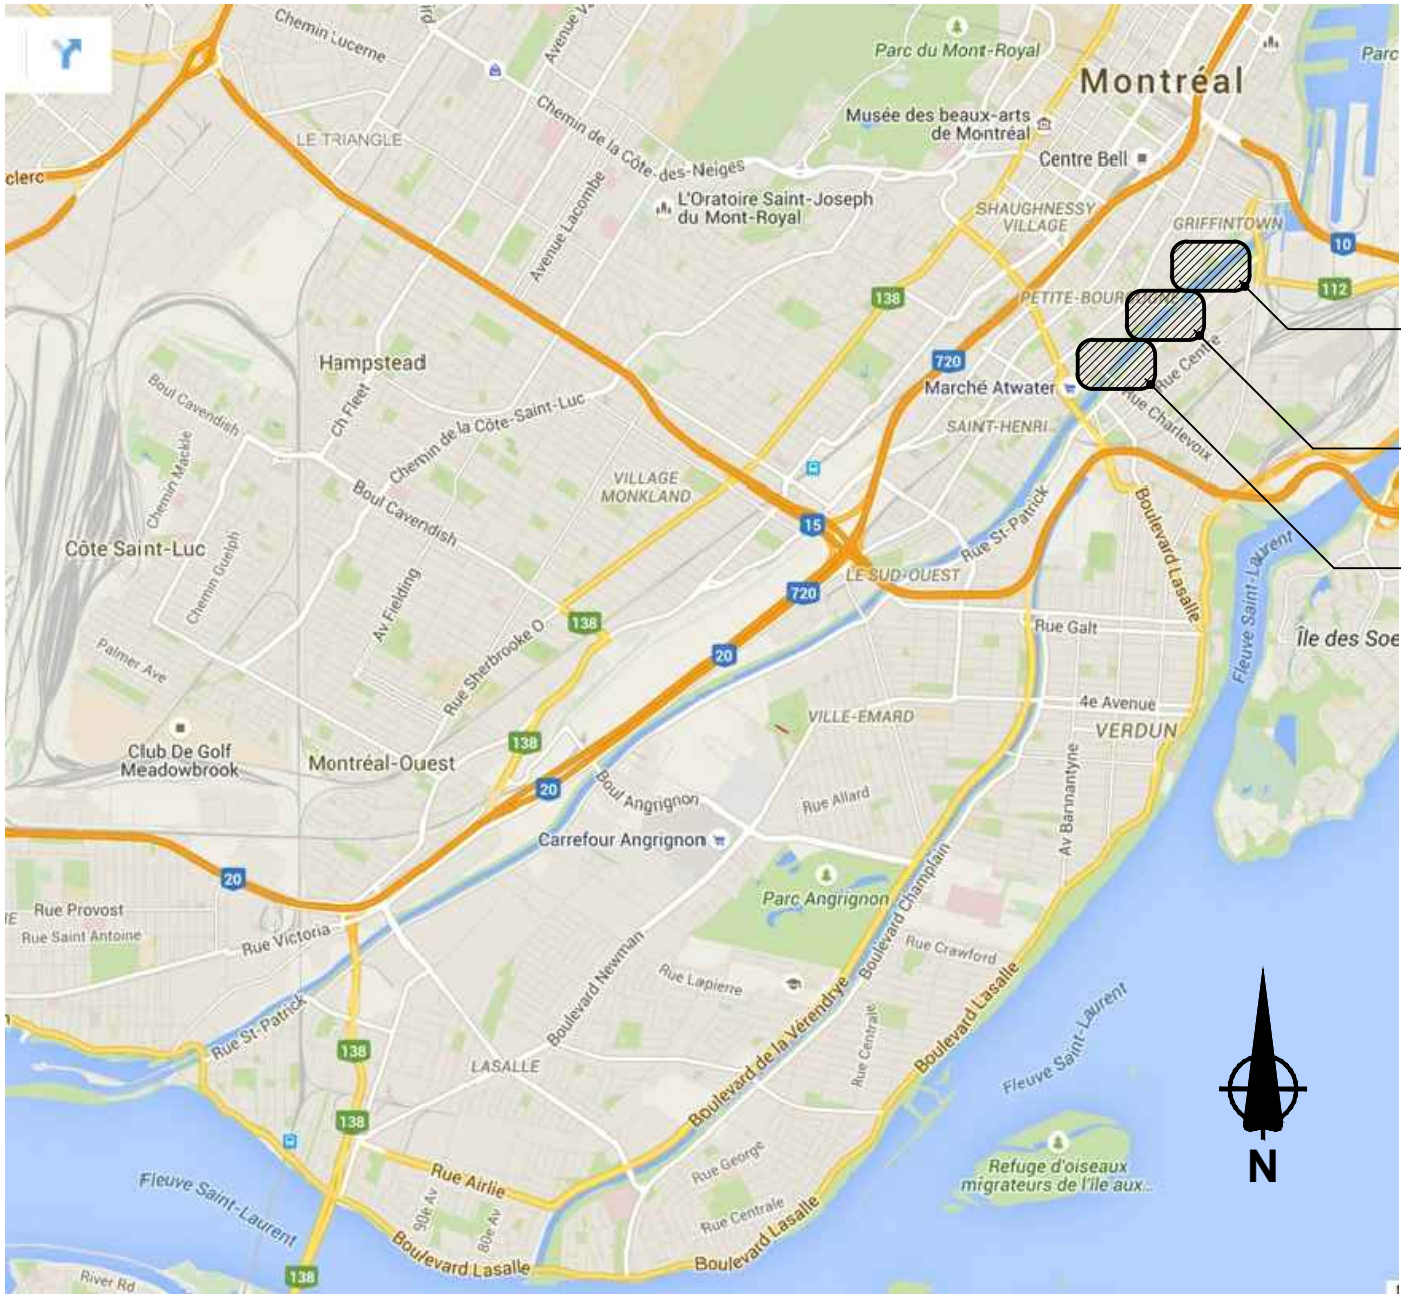 Chemin Lucerne
Parc du Mont-Royal
Parc
Montréal
Musée des beaux-arts
de Montréal
Chemin de la Côte-des-Neiges
LE TRIANGLE
Centre Bell
clerc
L'Oratoire Saint-Joseph
du Mont-Royal
Avenue Lacombe
SHAUGHNESSY
VILLAGE
GRIFFINTOWN
10
138
PETITE-BOURGOGNE
112
Hampstead
720
Rue Centre
Boul Cavendish
Ch Fleet
Marché Atwater
Chemin de la Côte-Saint-Luc
Rue Charlevoix
SAINT-HENRI
Chemin Mackle
VILLAGE
MONKLAND
Boul Cavendish
15
Rue St-Patrick
Boulevard Lasalle
Côte Saint-Luc
Chemin Guelph
LE SUD-OUEST
Fleuve Saint-Laurent
720
Av Fielding
138
Rue Galt
Île des Soe
Palmer Ave
20
Rue Sherbrooke O
4e Avenue
VILLE-EMARD
VERDUN
138
Club De Golf
Meadowbrook
Montréal-Ouest
20
Boul Angrignon
Rue Allard
Av Bannantyne
Carrefour Angrignon
20
Parc Angrignon
Boulevard Champlain
Rue Provost
Rue Saint Antoine
Rue Victoria
Rue Crawford
Boulevard Newman
Rue Lapierre
Boulevard Lasalle
Fleuve Saint-Laurent
Rue St-Patrick
138
LASALLE
Boulevard de la Vérendrye
Rue Centrale
138
N
Rue George
Refuge d'oiseaux
migrateurs de l'île aux...
Rue Airlie
Fleuve Saint-Laurent
90e Av
80e Av
Rue Centrale
Boulevard Lasalle
Boulevard Lasalle
138
River Rd